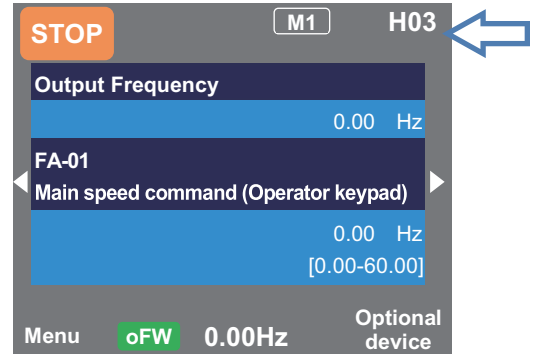 STOP M1 H03
Output Frequency
0.00 Hz
FA-01
Main speed command (Operator keypad)
0.00 Hz
[0.00-60.00]
Menu oFW 0.00Hz Optional device